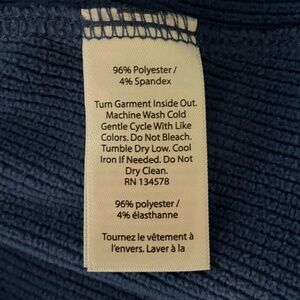 96% Polyester /
4% Spandex
Turn Garment Inside Out.
Machine Wash Cold
Gentle Cycle With Like
Colors. Do Not Bleach.
Tumble Dry Low. Cool
Iron If Needed. Do Not
Dry Clean.
RN 134578
96% polyester /
4% élasthanne
Tournez le vêtement à
l'envers. Laver à la